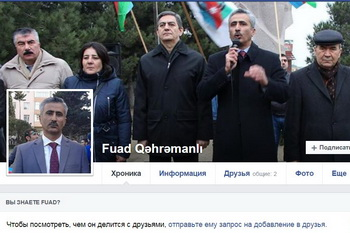 Fuad Qəhrəmanlı
Подписать
Хроника Информация Друзья общие: 2 Фото Еще
ВЫ ЗНАЕТЕ FUAD?
Чтобы посмотреть, чем он делится с друзьями, отправьте ему запрос на добавление в друзья.